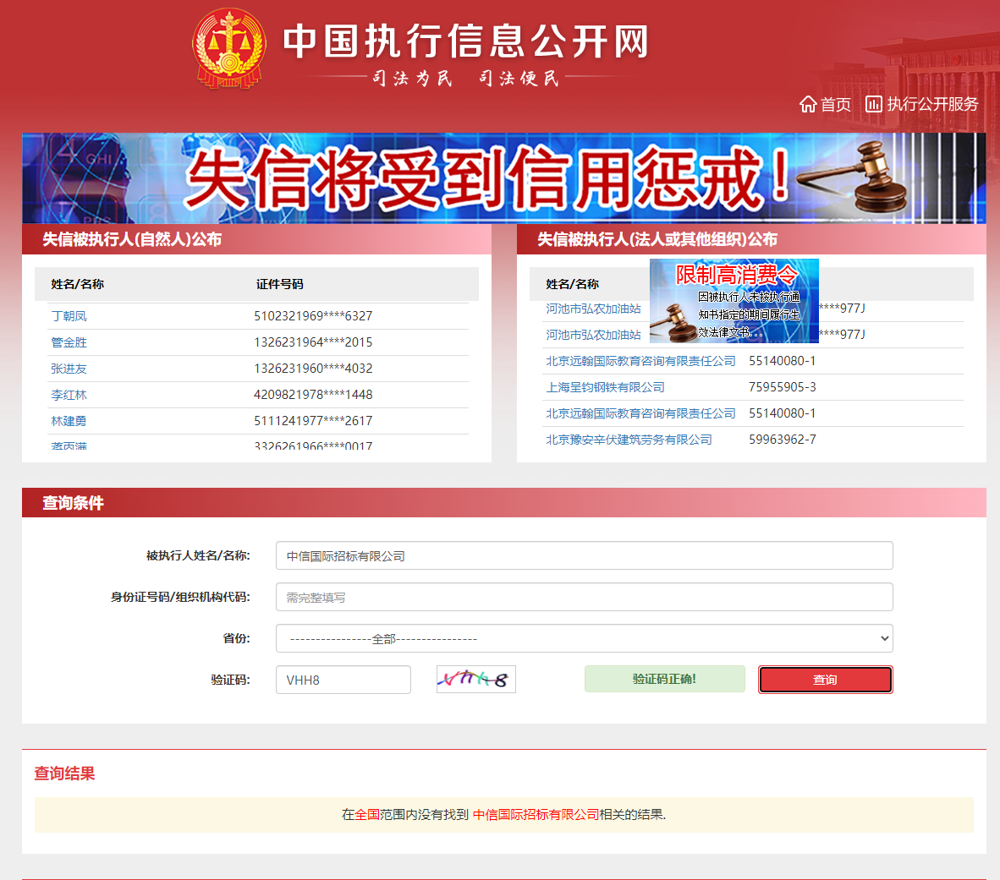 中国执行信息公开网
司法为民 司法便民
首页 执行公开服务
失信将受到信用惩戒!
失信被执行人(自然人)公布
姓名/名称 证件号码
丁朝凤 5102321969****6327
管金胜 1326231964****2015
张进友 1326231960****4032
李红林 4209821978****1448
林建勇 5111241977****2617
蒋丙满 3326261966****0017
失信被执行人(法人或其他组织)公布
姓名/名称
河池市弘农加油站 ****977J
河池市弘农加油站 ****977J
北京远翰国际教育咨询有限责任公司 55140080-1
上海呈钧钢铁有限公司 75955905-3
北京远翰国际教育咨询有限责任公司 55140080-1
北京豫安辛伏建筑劳务有限公司 59963962-7
限制高消费令
因被执行人未按执行通
知书指定的期间履行生
效法律文书...
查询条件
被执行人姓名/名称: 中信国际招标有限公司
身份证号码/组织机构代码: 需完整填写
省份: ----------------全部----------------
验证码: VHH8 Vhh8 验证码正确! 查询
查询结果
在全国范围内没有找到 中信国际招标有限公司相关的结果.